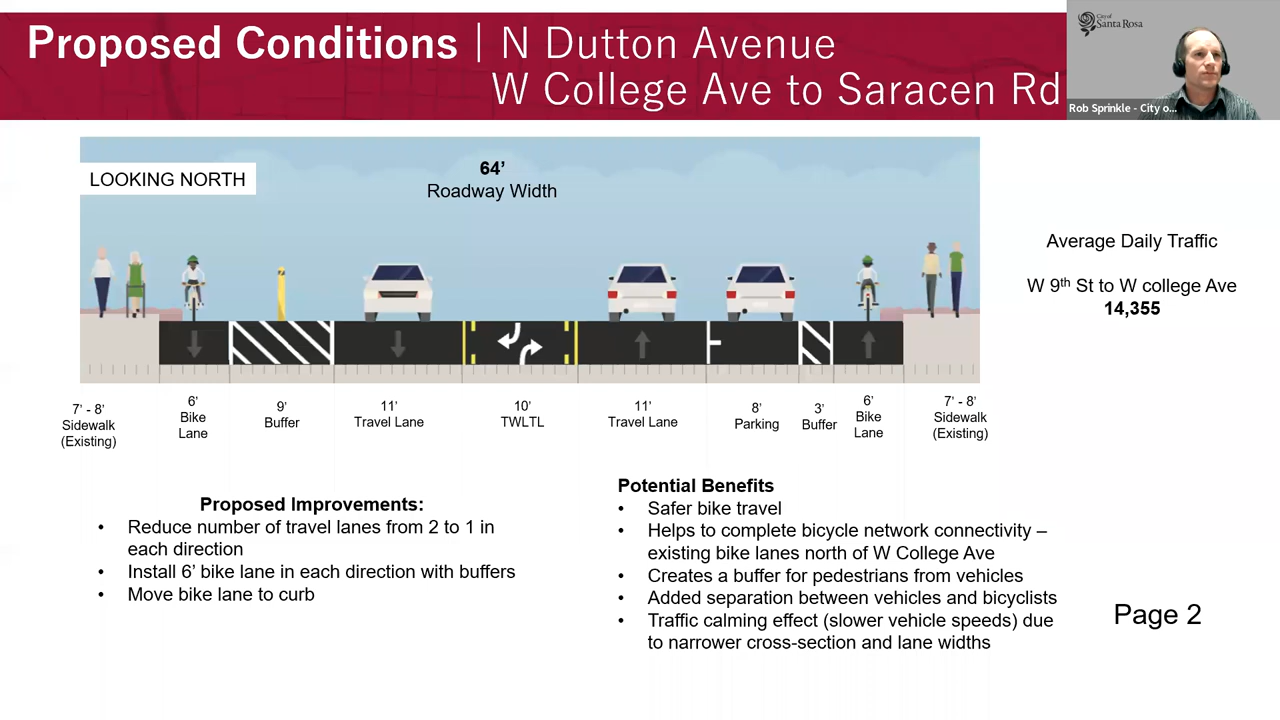 Proposed Conditions | N Dutton Avenue
W College Ave to Saracen Rd
City of
Santa Rosa
Rob Sprinkle - City o...
LOOKING NORTH
64’
Roadway Width
Average Daily Traffic
W 9th St to W college Ave
14,355
7’ - 8’
Sidewalk
(Existing)
6’
Bike
Lane
9’
Buffer
11’
Travel Lane
10’
TWLTL
11’
Travel Lane
8’
Parking
3’
Buffer
6’
Bike
Lane
7’ - 8’
Sidewalk
(Existing)
Proposed Improvements:
• Reduce number of travel lanes from 2 to 1 in
each direction
• Install 6’ bike lane in each direction with buffers
• Move bike lane to curb
Potential Benefits
• Safer bike travel
• Helps to complete bicycle network connectivity –
existing bike lanes north of W College Ave
• Creates a buffer for pedestrians from vehicles
• Added separation between vehicles and bicyclists
• Traffic calming effect (slower vehicle speeds) due
to narrower cross-section and lane widths
Page 2